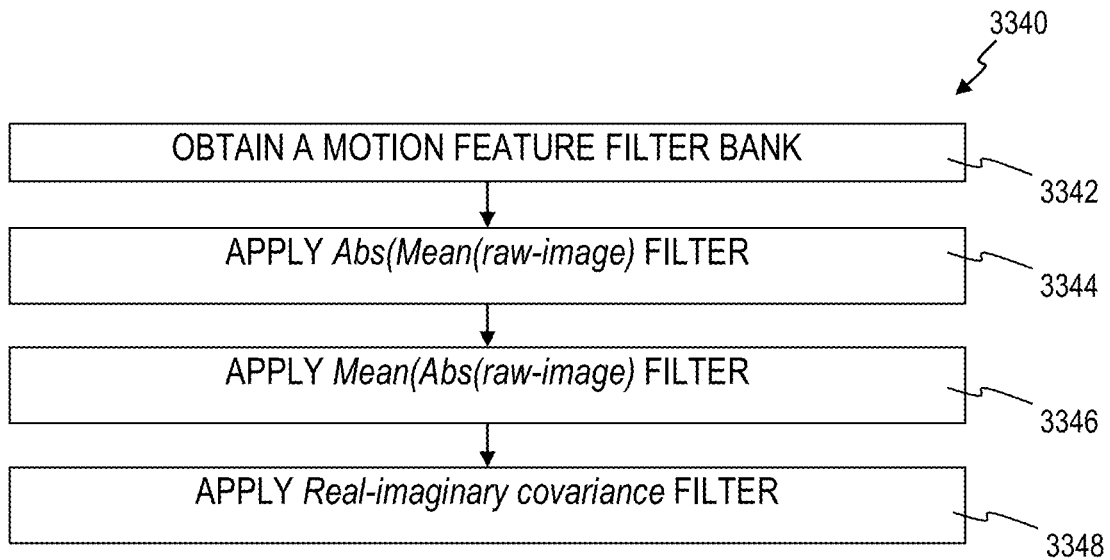 3340
OBTAIN A MOTION FEATURE FILTER BANK
3342
APPLY Abs(Mean(raw-image) FILTER
3344
APPLY Mean(Abs(raw-image) FILTER
3346
APPLY Real-imaginary covariance FILTER
3348